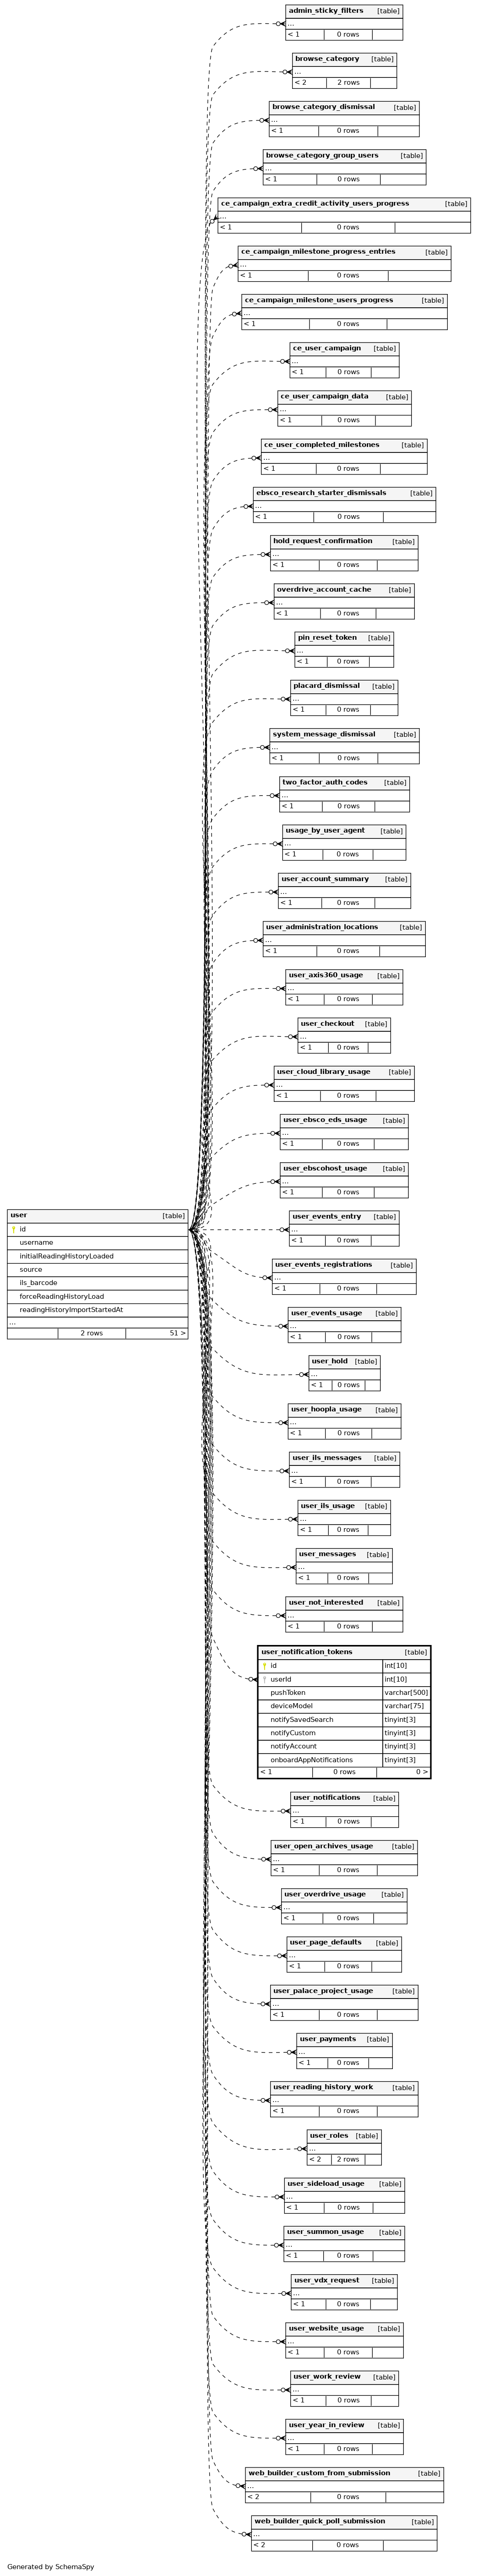 admin_sticky_filters [table]
...
< 1 0 rows
browse_category [table]
...
< 2 2 rows
browse_category_dismissal [table]
...
< 1 0 rows
browse_category_group_users [table]
...
< 1 0 rows
ce_campaign_extra_credit_activity_users_progress [table]
...
< 1 0 rows
ce_campaign_milestone_progress_entries [table]
...
< 1 0 rows
ce_campaign_milestone_users_progress [table]
...
< 1 0 rows
ce_user_campaign [table]
...
< 1 0 rows
ce_user_campaign_data [table]
...
< 1 0 rows
ce_user_completed_milestones [table]
...
< 1 0 rows
ebsco_research_starter_dismissals [table]
...
< 1 0 rows
hold_request_confirmation [table]
...
< 1 0 rows
overdrive_account_cache [table]
...
< 1 0 rows
pin_reset_token [table]
...
< 1 0 rows
placard_dismissal [table]
...
< 1 0 rows
system_message_dismissal [table]
...
< 1 0 rows
two_factor_auth_codes [table]
...
< 1 0 rows
usage_by_user_agent [table]
...
< 1 0 rows
user_account_summary [table]
...
< 1 0 rows
user_administration_locations [table]
...
< 1 0 rows
user_axis360_usage [table]
...
< 1 0 rows
user_checkout [table]
...
< 1 0 rows
user_cloud_library_usage [table]
...
< 1 0 rows
user_ebsco_eds_usage [table]
...
< 1 0 rows
user_ebscohost_usage [table]
...
< 1 0 rows
user [table]
id
username
initialReadingHistoryLoaded
source
ils_barcode
forceReadingHistoryLoad
readingHistoryImportStartedAt
...
2 rows 51 >
user_events_entry [table]
...
< 1 0 rows
user_events_registrations [table]
...
< 1 0 rows
user_events_usage [table]
...
< 1 0 rows
user_hold [table]
...
< 1 0 rows
user_hoopla_usage [table]
...
< 1 0 rows
user_ils_messages [table]
...
< 1 0 rows
user_ils_usage [table]
...
< 1 0 rows
user_messages [table]
...
< 1 0 rows
user_not_interested [table]
...
< 1 0 rows
user_notification_tokens [table]
id int[10]
userId int[10]
pushToken varchar[500]
deviceModel varchar[75]
notifySavedSearch tinyint[3]
notifyCustom tinyint[3]
notifyAccount tinyint[3]
onboardAppNotifications tinyint[3]
< 1 0 rows 0 >
user_notifications [table]
...
< 1 0 rows
user_open_archives_usage [table]
...
< 1 0 rows
user_overdrive_usage [table]
...
< 1 0 rows
user_page_defaults [table]
...
< 1 0 rows
user_palace_project_usage [table]
...
< 1 0 rows
user_payments [table]
...
< 1 0 rows
user_reading_history_work [table]
...
< 1 0 rows
user_roles [table]
...
< 2 2 rows
user_sideload_usage [table]
...
< 1 0 rows
user_summon_usage [table]
...
< 1 0 rows
user_vdx_request [table]
...
< 1 0 rows
user_website_usage [table]
...
< 1 0 rows
user_work_review [table]
...
< 1 0 rows
user_year_in_review [table]
...
< 1 0 rows
web_builder_custom_from_submission [table]
...
< 2 0 rows
web_builder_quick_poll_submission [table]
...
< 2 0 rows
Generated by SchemaSpy